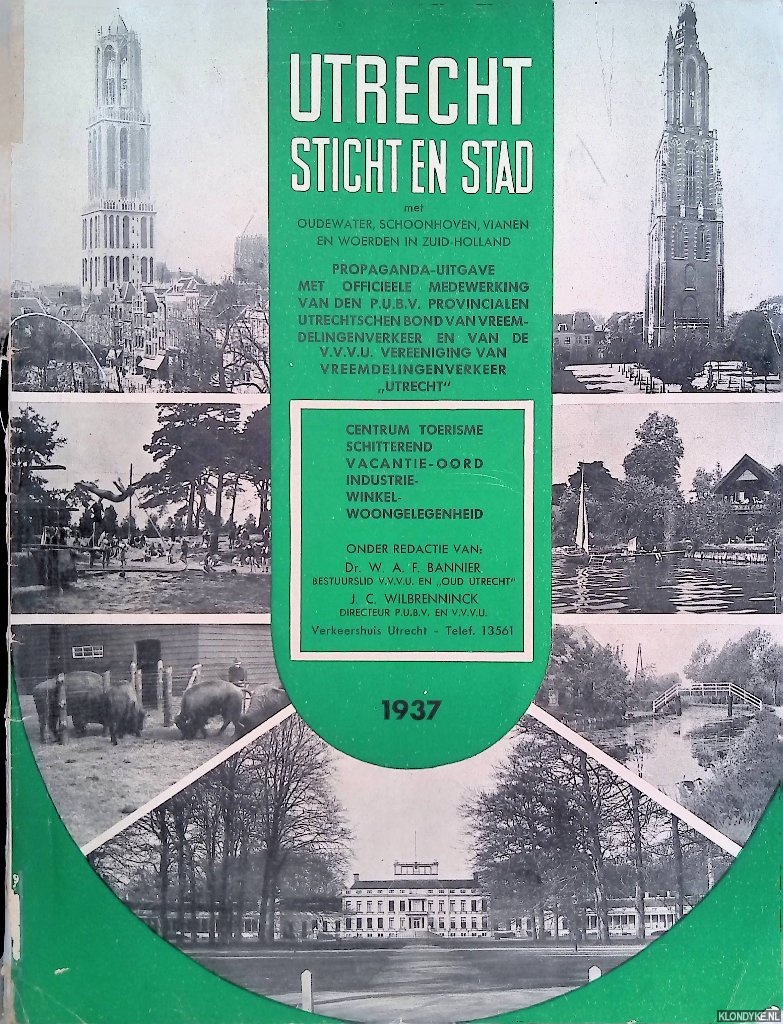 UTRECHT
STICHT EN STAD
met
OUDEWATER, SCHOONHOVEN, VIANEN
EN WOERDEN IN ZUID-HOLLAND
PROPAGANDA-UITGAVE
MET OFFICIEELE MEDEWERKING
VAN DEN P.U.B.V. PROVINCIALEN
UTRECHTSCHEN BOND VAN VREEM-
DELINGENVERKEER EN VAN DE
V.V.V.U. VEREENIGING VAN
VREEMDELINGENVERKEER
„UTRECHT"
CENTRUM TOERISME
SCHITTEREND
VACANTIE-OORD
INDUSTRIE-
WINKEL-
WOONGELEGENHEID
ONDER REDACTIE VAN:
Dr. W. A. F. BANNIER
BESTUURSLID V.V.V.U. EN „OUD UTRECHT"
J. C. WILBRENNINCK
DIRECTEUR P.U.B.V. EN V.V.V.U.
Verkeershuis Utrecht - Telef. 13561
1937
KLONDYKE.NL